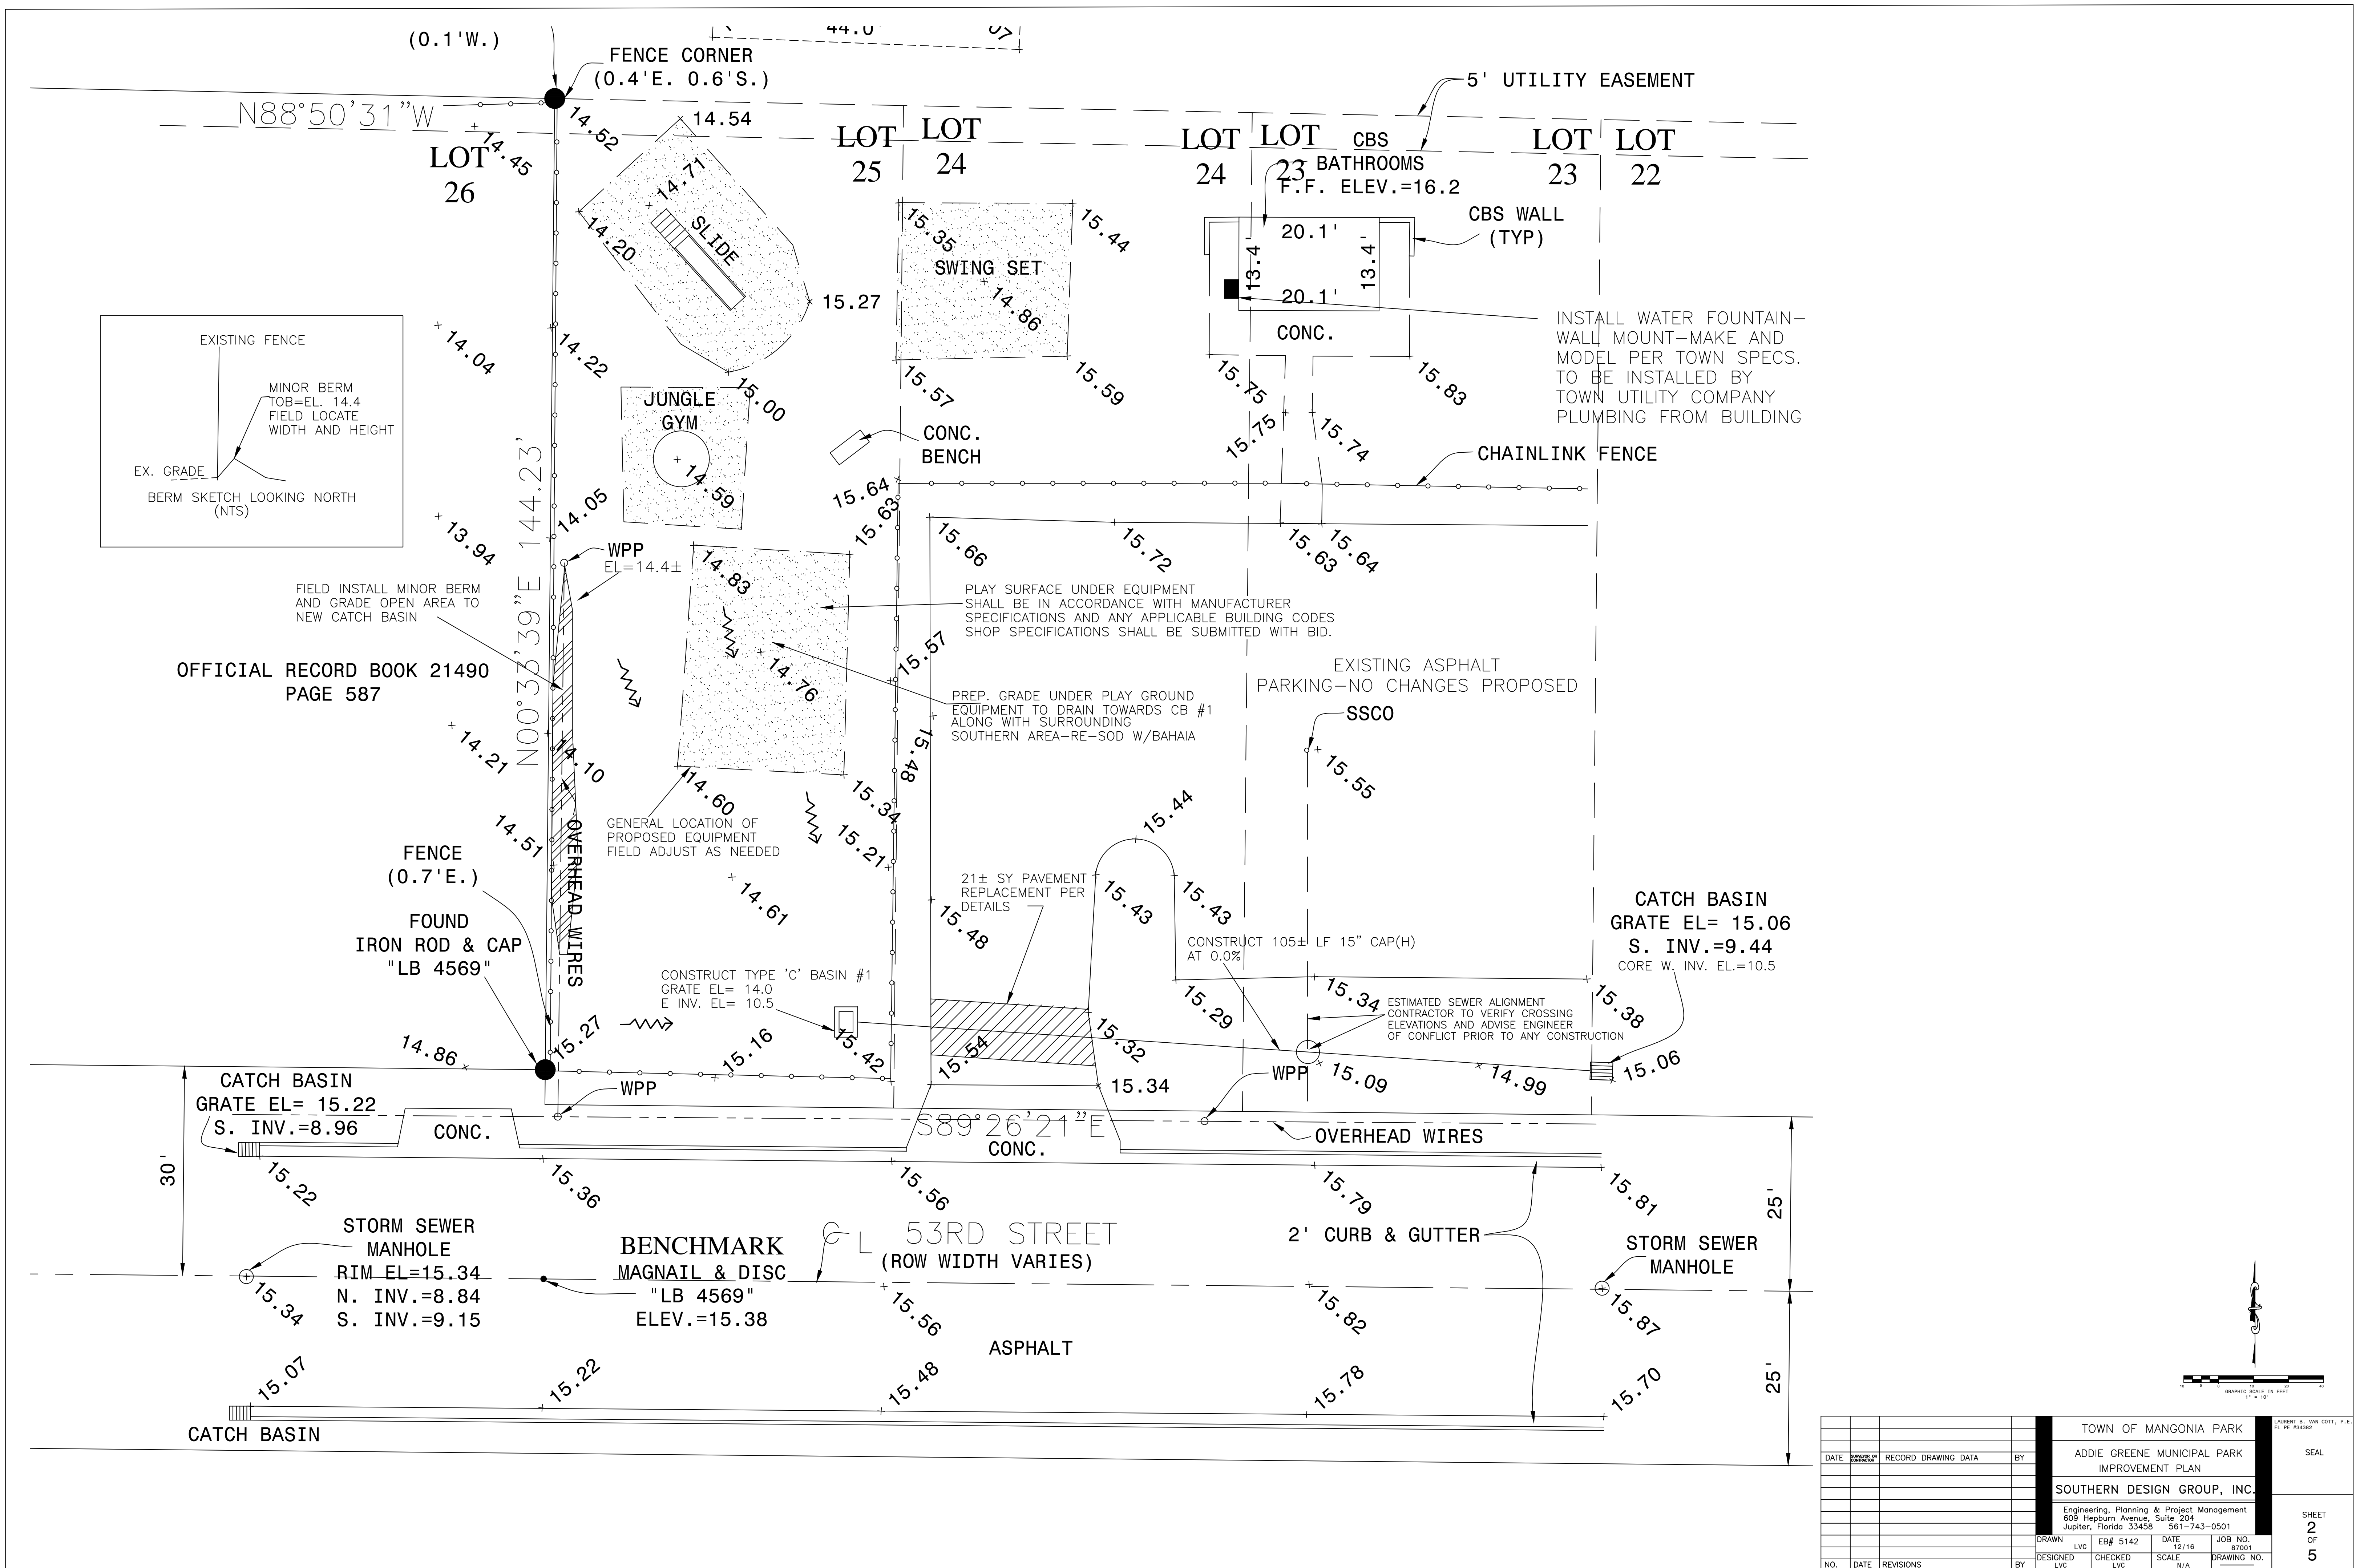 (0.1'W.)
FENCE CORNER
(0.4'E. 0.6'S.)
44.0
5' UTILITY EASEMENT
N88°50'31"W
14.45
14.52
14.54
LOT
26
LOT
25
LOT
24
LOT
24
LOT
23
CBS
BATHROOMS
F.F. ELEV.=16.2
LOT
23
LOT
22
14.71
14.20
SLIDE
15.27
15.00
15.35
15.44
SWING SET
14.86
15.57
15.59
20.1'
13.4'
13.4'
20.1'
CONC.
CBS WALL
(TYP)
15.75
15.83
15.75
15.74
INSTALL WATER FOUNTAIN-
WALL MOUNT-MAKE AND
MODEL PER TOWN SPECS.
TO BE INSTALLED BY
TOWN UTILITY COMPANY
PLUMBING FROM BUILDING
EXISTING FENCE
MINOR BERM
TOB=EL. 14.4
FIELD LOCATE
WIDTH AND HEIGHT
EX. GRADE
BERM SKETCH LOOKING NORTH
(NTS)
14.04
14.22
JUNGLE
GYM
14.59
CONC.
BENCH
CHAINLINK FENCE
15.64
15.63
15.66
15.72
15.63
15.64
13.94
14.05
N00°33'39"E 144.23'
WPP
EL=14.4±
14.83
FIELD INSTALL MINOR BERM
AND GRADE OPEN AREA TO
NEW CATCH BASIN
PLAY SURFACE UNDER EQUIPMENT
SHALL BE IN ACCORDANCE WITH MANUFACTURER
SPECIFICATIONS AND ANY APPLICABLE BUILDING CODES
SHOP SPECIFICATIONS SHALL BE SUBMITTED WITH BID.
OFFICIAL RECORD BOOK 21490
PAGE 587
14.76
15.57
PREP. GRADE UNDER PLAY GROUND
EQUIPMENT TO DRAIN TOWARDS CB #1
ALONG WITH SURROUNDING
SOUTHERN AREA-RE-SOD W/BAHAIA
EXISTING ASPHALT
PARKING-NO CHANGES PROPOSED
SSCO
15.55
14.21
14.10
15.48
14.60
15.34
GENERAL LOCATION OF
PROPOSED EQUIPMENT
FIELD ADJUST AS NEEDED
15.21
15.44
14.51
OVERHEAD WIRES
FENCE
(0.7'E.)
14.61
21± SY PAVEMENT
REPLACEMENT PER
DETAILS
15.43
15.43
15.48
FOUND
IRON ROD & CAP
"LB 4569"
CATCH BASIN
GRATE EL= 15.06
S. INV.=9.44
CORE W. INV. EL.=10.5
CONSTRUCT 105± LF 15" CAP(H)
AT 0.0%
CONSTRUCT TYPE 'C' BASIN #1
GRATE EL= 14.0
E INV. EL= 10.5
15.29
15.34
15.38
ESTIMATED SEWER ALIGNMENT
CONTRACTOR TO VERIFY CROSSING
ELEVATIONS AND ADVISE ENGINEER
OF CONFLICT PRIOR TO ANY CONSTRUCTION
14.86
15.27
15.16
15.42
15.54
15.32
15.34
WPP
15.09
14.99
15.06
CATCH BASIN
GRATE EL= 15.22
S. INV.=8.96
WPP
CONC.
S89°26'21"E
CONC.
OVERHEAD WIRES
30'
15.22
15.36
15.56
15.79
15.81
25'
STORM SEWER
MANHOLE
RIM EL=15.34
N. INV.=8.84
S. INV.=9.15
15.34
BENCHMARK
MAGNAIL & DISC
"LB 4569"
ELEV.=15.38
CL 53RD STREET
(ROW WIDTH VARIES)
2' CURB & GUTTER
STORM SEWER
MANHOLE
15.56
15.82
15.87
ASPHALT
25'
15.07
15.22
15.48
15.78
15.70
CATCH BASIN
GRAPHIC SCALE IN FEET
1" = 10'
DATE
SURVEYOR OR
CONTRACTOR
RECORD DRAWING DATA
BY
NO. DATE REVISIONS BY
TOWN OF MANGONIA PARK
ADDIE GREENE MUNICIPAL PARK
IMPROVEMENT PLAN
SOUTHERN DESIGN GROUP, INC.
Engineering, Planning & Project Management
609 Hepburn Avenue, Suite 204
Jupiter, Florida 33458 561-743-0501
DRAWN
LVC
EB# 5142
DATE
12/16
JOB NO.
87001
DESIGNED
LVC
CHECKED
LVC
SCALE
N/A
DRAWING NO.
LAURENT B. VAN COTT, P.E.
FL PE #34382
SEAL
SHEET
2
OF
5